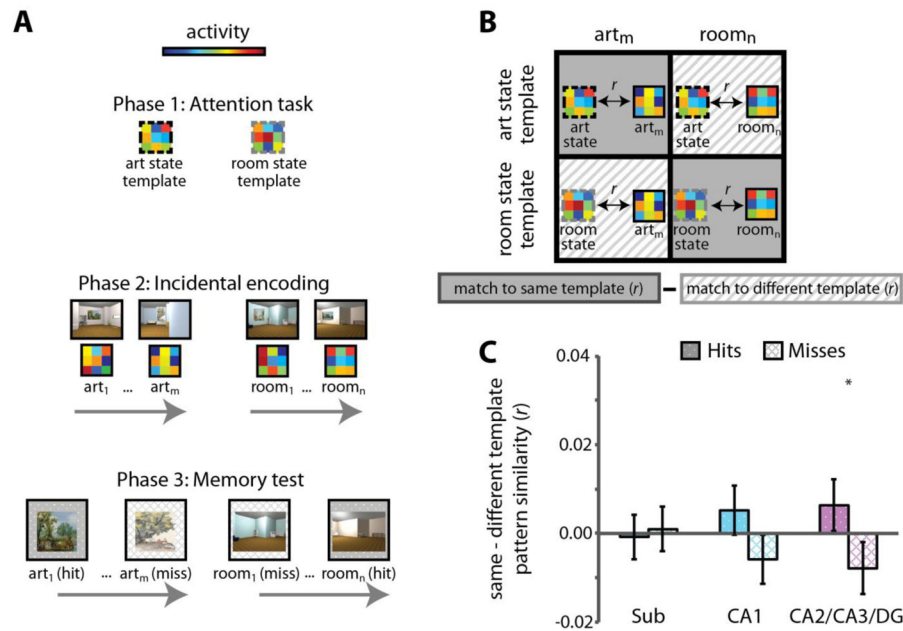 A
activity
Phase 1: Attention task
art state
template
room state
template
Phase 2: Incidental encoding
art1 ... artm
room1 ... roomn
Phase 3: Memory test
art1 (hit) ... artm (miss)
room1 (miss) ... roomn (hit)
B
artm
roomn
art state
template
r
art
state
artm
r
art
state
roomn
room state
template
r
room
state
artm
r
room
state
roomn
match to same template (r) – match to different template (r)
C
Hits
Misses
same - different template
pattern similarity (r)
0.04
0.02
0.00
-0.02
*
Sub
CA1
CA2/CA3/DG